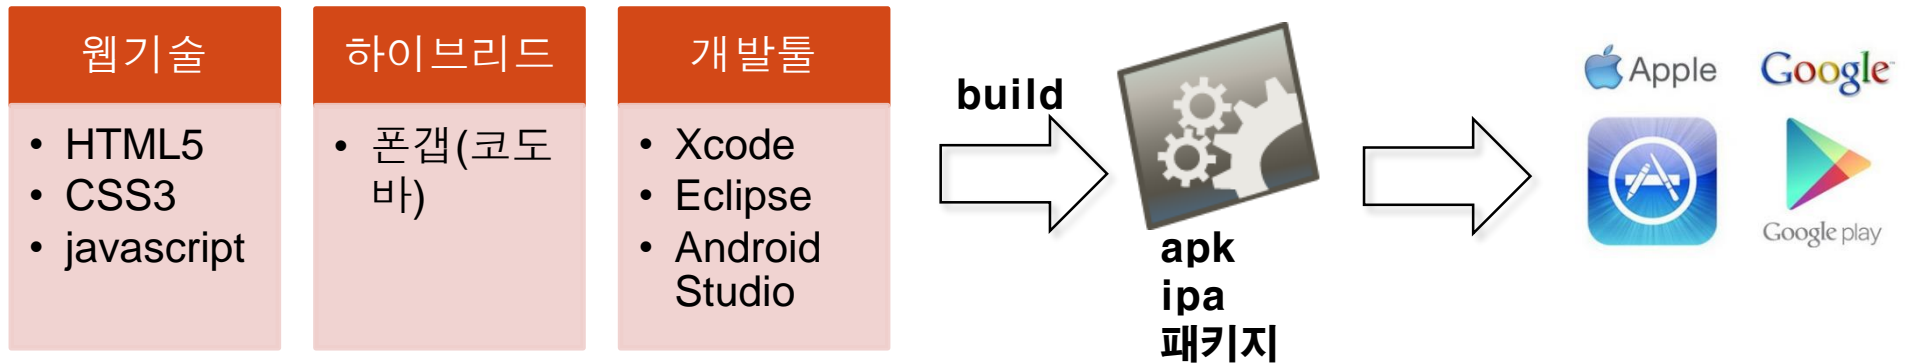 웹기술
• HTML5
• CSS3
• javascript
하이브리드
• 폰갭(코도
바)
개발툴
• Xcode
• Eclipse
• Android
Studio
build
apk
ipa
패키지
Apple
Google
Google play